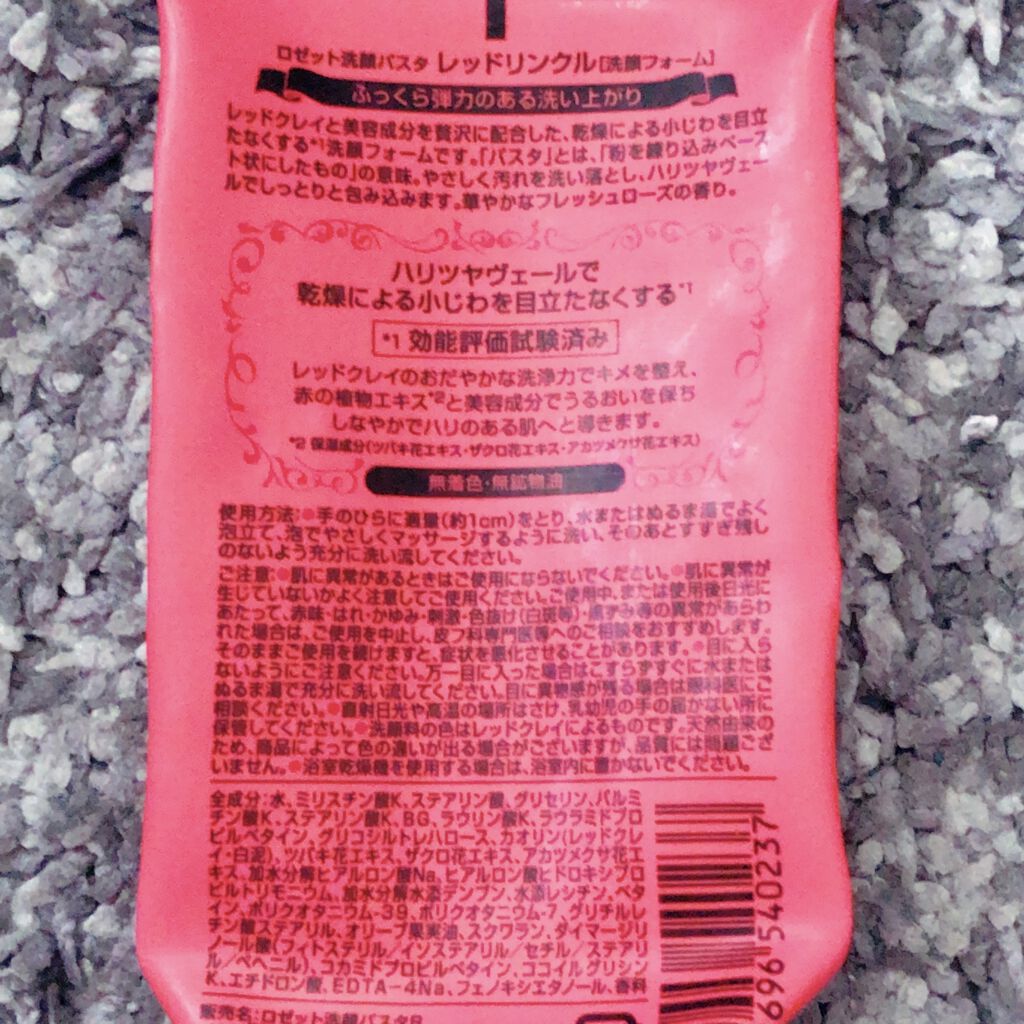 ロゼット洗顔パスタ レッドリンクル[洗顔フォーム]
ふっくら弾力のある洗い上がり
レッドクレイと美容成分を贅沢に配合した、乾燥による小じわを目立
たなくする*1洗顔フォームです。「パスタ」とは、「粉を練り込みペース
ト状にしたもの」の意味。やさしく汚れを洗い落とし、ハリツヤヴェー
ルでしっとりと包み込みます。華やかなフレッシュローズの香り。
ハリツヤヴェールで
乾燥による小じわを目立たなくする*1
*1 効能評価試験済み
レッドクレイのおだやかな洗浄力でキメを整え、
赤の植物エキス*2と美容成分でうるおいを保ち
しなやかでハリのある肌へと導きます。
*2 保湿成分(ツバキ花エキス・ザクロ花エキス・アカツメクサ花エキス)
無着色・無鉱物油
使用方法:●手のひらに適量(約1cm)をとり、水またはぬるま湯でよく
泡立て、泡でやさしくマッサージするように洗い、そのあとすすぎ残し
のないよう充分に洗い流してください。
ご注意:●肌に異常があるときはご使用にならないでください。●肌に異常が
生じていないかよく注意してご使用ください。ご使用中、または使用後日光に
あたって、赤味・はれ・かゆみ・刺激・色抜け(白斑等)・黒ずみ等の異常があらわ
れた場合は、ご使用を中止し、皮フ科専門医等へのご相談をおすすめします。
そのままご使用を続けますと、症状を悪化させることがあります。●目に入ら
ないようにご注意ください。万一目に入った場合はこすらずすぐに水または
ぬるま湯で充分に洗い流してください。目に異物感が残る場合は眼科医にご
相談ください。●直射日光や高温の場所はさけ、乳幼児の手の届かない所に
保管してください。●洗顔料の色はレッドクレイによるものです。天然由来の
ため、商品によって色の違いが出る場合がございますが、品質には問題ござ
いません。●浴室乾燥機を使用する場合は、浴室内に置かないでください。
全成分:水、ミリスチン酸K、ステアリン酸、グリセリン、パルミ
チン酸K、ステアリン酸K、BG、ラウリン酸K、ラウラミドプロ
ピルベタイン、グリコシルトレハロース、カオリン(レッドクレ
イ・白泥)、ツバキ花エキス、ザクロ花エキス、アカツメクサ花エ
キス、加水分解ヒアルロン酸Na、ヒアルロン酸ヒドロキシプロ
ピルトリモニウム、加水分解水添デンプン、水添レシチン、ベタ
イン、ポリクオタニウム-39、ポリクオタニウム-7、グリチルレ
チン酸ステアリル、オリーブ果実油、スクワラン、ダイマージリ
ノール酸(フィトステリル/イソステアリル/セチル/ステアリ
ル/ベヘニル)、コカミドプロピルベタイン、ココイルグリシン
K、エチドロン酸、EDTA-4Na、フェノキシエタノール、香料
販売名:ロゼット洗顔パスタR
696 540237